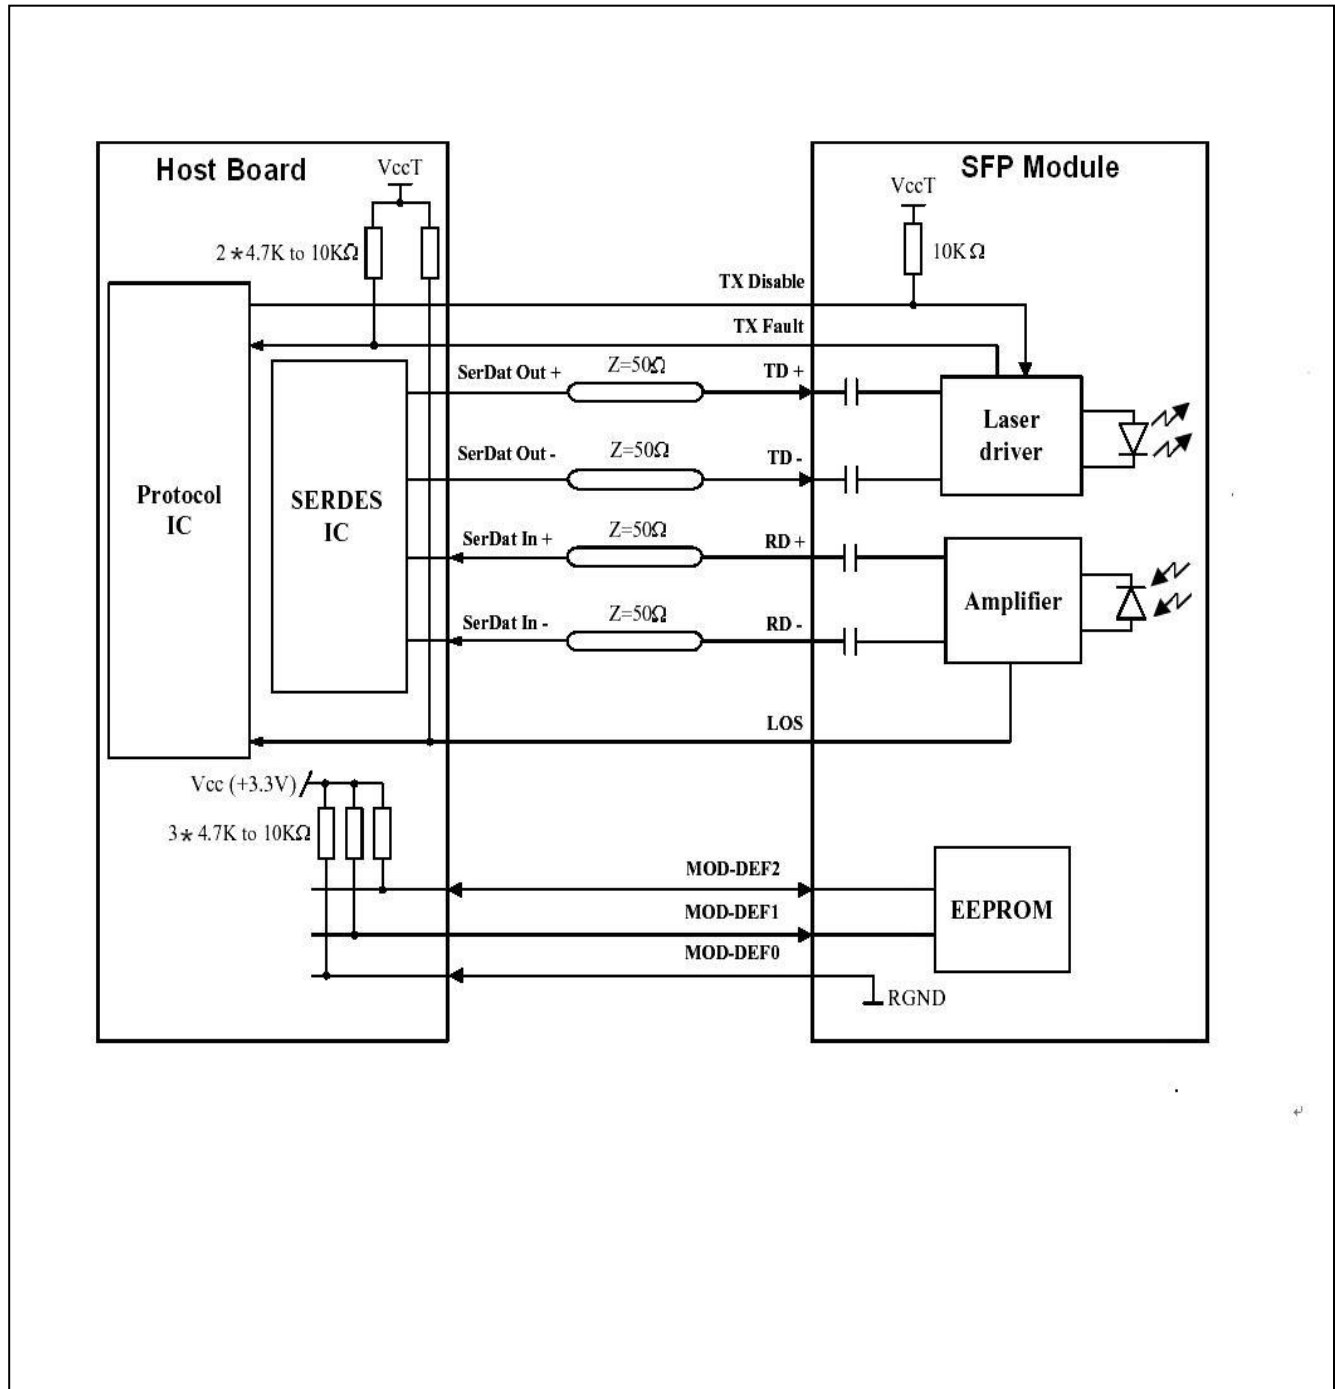 Host Board
SFP Module
VccT
VccT
2*4.7K to 10KΩ
10KΩ
TX Disable
TX Fault
SerDat Out +
Z=50Ω
TD +
Laser
driver
SerDat Out -
Z=50Ω
TD -
Protocol
IC
SERDES
IC
SerDat In +
Z=50Ω
RD +
Amplifier
SerDat In -
Z=50Ω
RD -
LOS
Vcc (+3.3V)
3* 4.7K to 10KΩ
MOD-DEF2
MOD-DEF1
EEPROM
MOD-DEF0
RGND